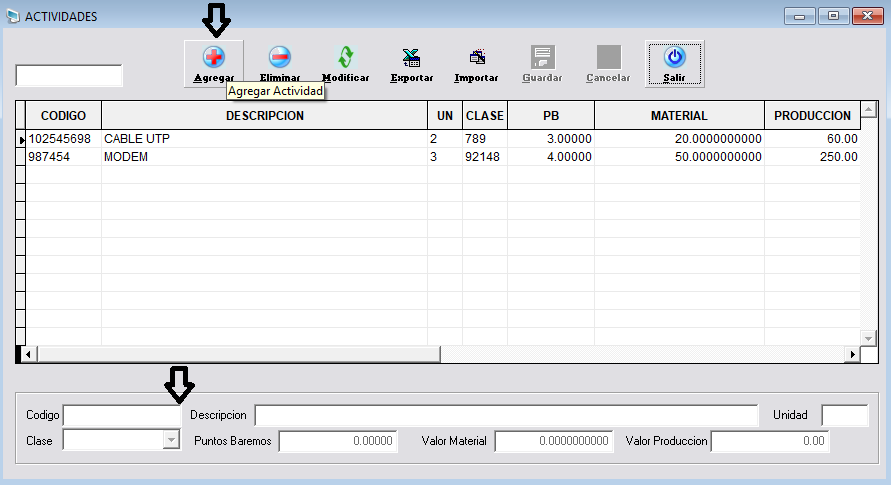 ACTIVIDADES
Agregar Eliminar Modificar Exportar Importar Guardar Cancelar Salir
Agregar Actividad
CODIGO DESCRIPCION UN CLASE PB MATERIAL PRODUCCION
102545698 CABLE UTP 2 789 3.00000 20.0000000000 60.00
987454 MODEM 3 92148 4.00000 50.0000000000 250.00
Codigo Descripcion Unidad
Clase Puntos Baremos 0.00000 Valor Material 0.0000000000 Valor Produccion 0.00